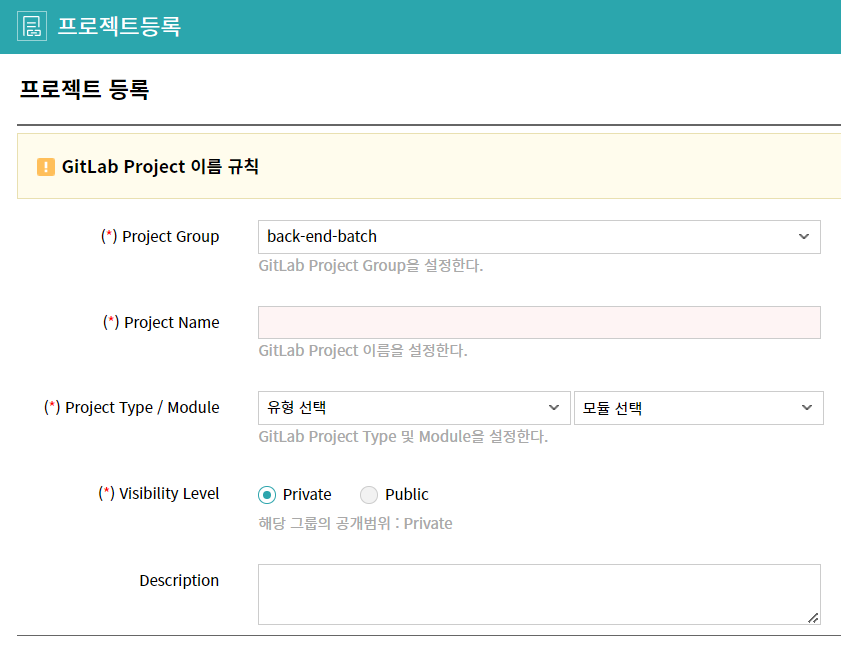 프로젝트등록
프로젝트 등록
! GitLab Project 이름 규칙
(*) Project Group
back-end-batch
GitLab Project Group을 설정한다.
(*) Project Name
GitLab Project 이름을 설정한다.
(*) Project Type / Module
유형 선택
모듈 선택
GitLab Project Type 및 Module을 설정한다.
(*) Visibility Level
Private
Public
해당 그룹의 공개범위 : Private
Description